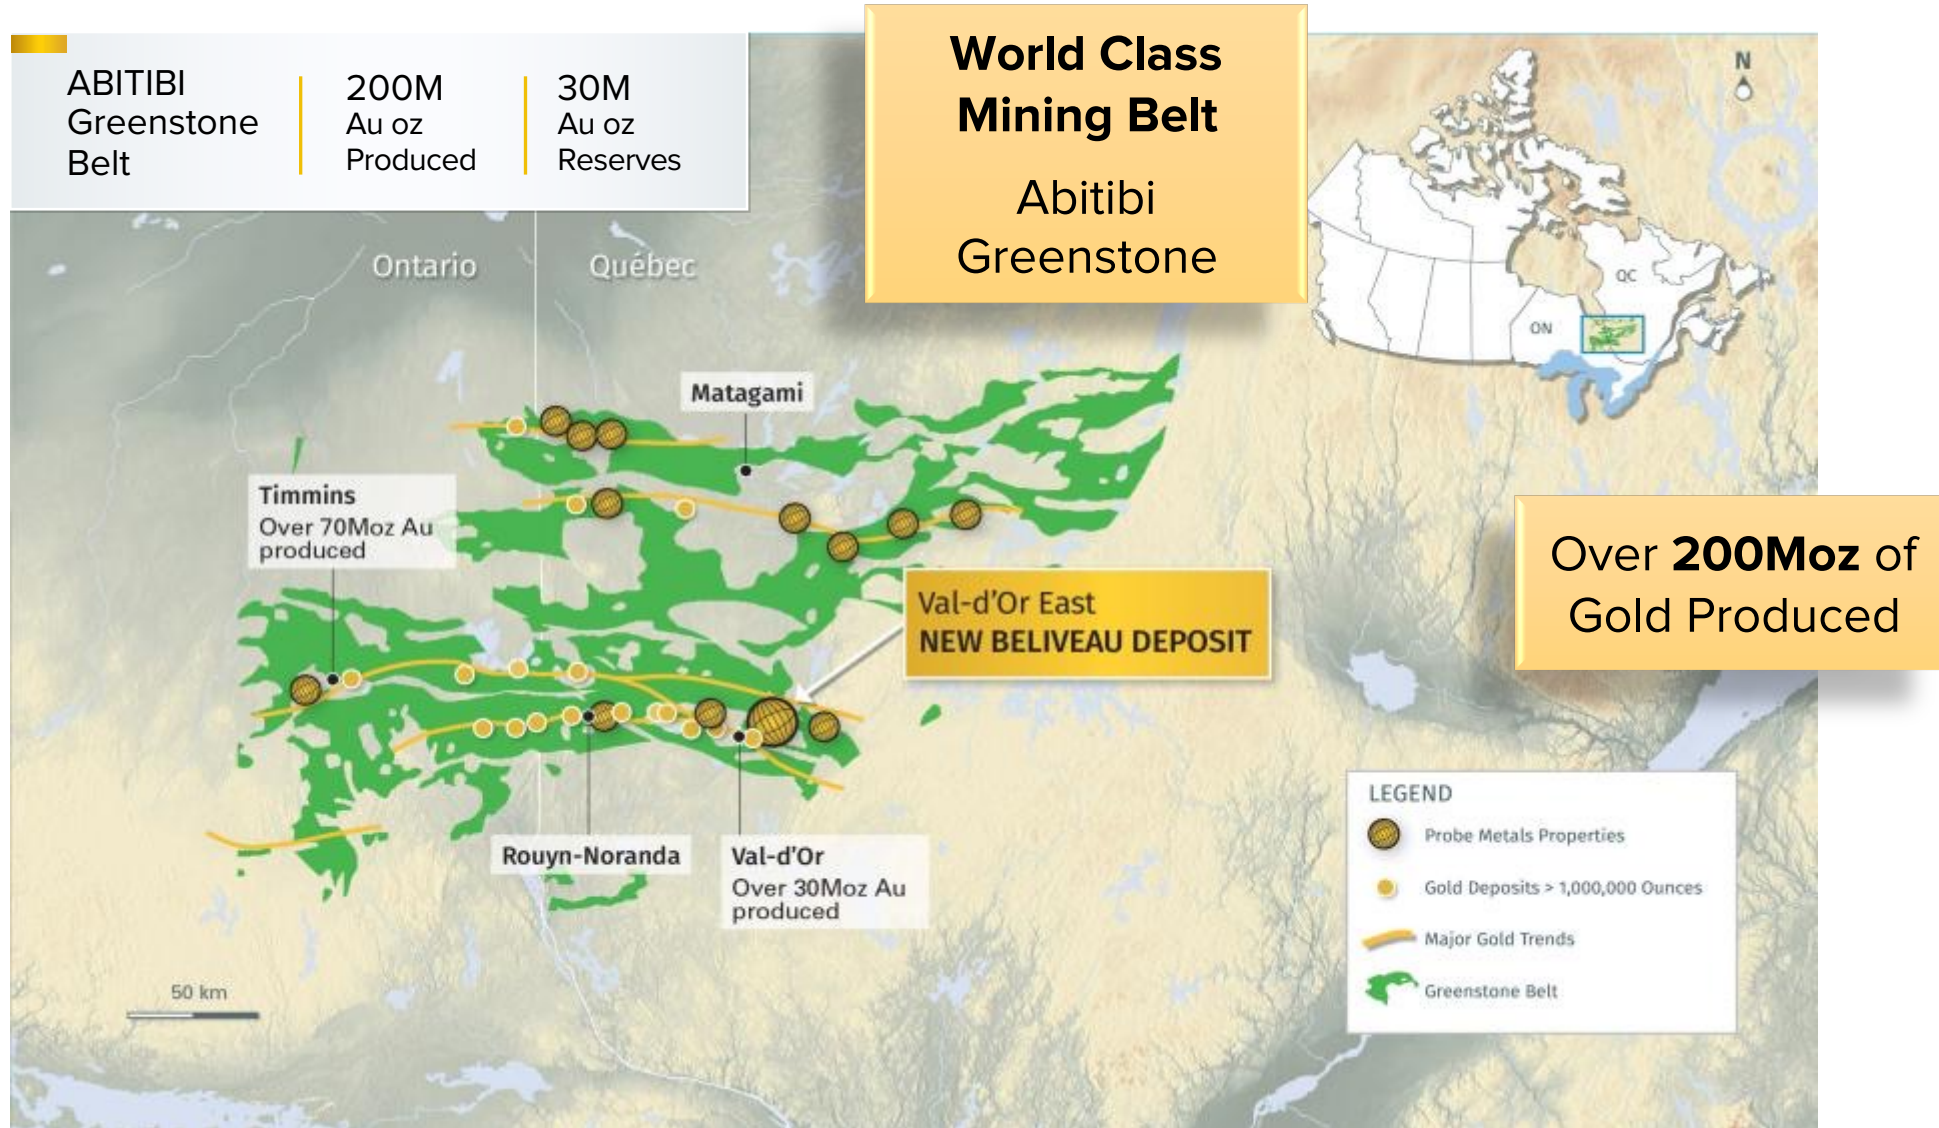 ABITIBI
Greenstone
Belt
200M
Au oz
Produced
30M
Au oz
Reserves
World Class
Mining Belt
Abitibi
Greenstone
N
QC
ON
Ontario
Québec
Matagami
Timmins
Over 70Moz Au
produced
Val-d'Or East
NEW BELIVEAU DEPOSIT
Over 200Moz of
Gold Produced
Rouyn-Noranda
Val-d'Or
Over 30Moz Au
produced
LEGEND
Probe Metals Properties
Gold Deposits > 1,000,000 Ounces
Major Gold Trends
Greenstone Belt
50 km